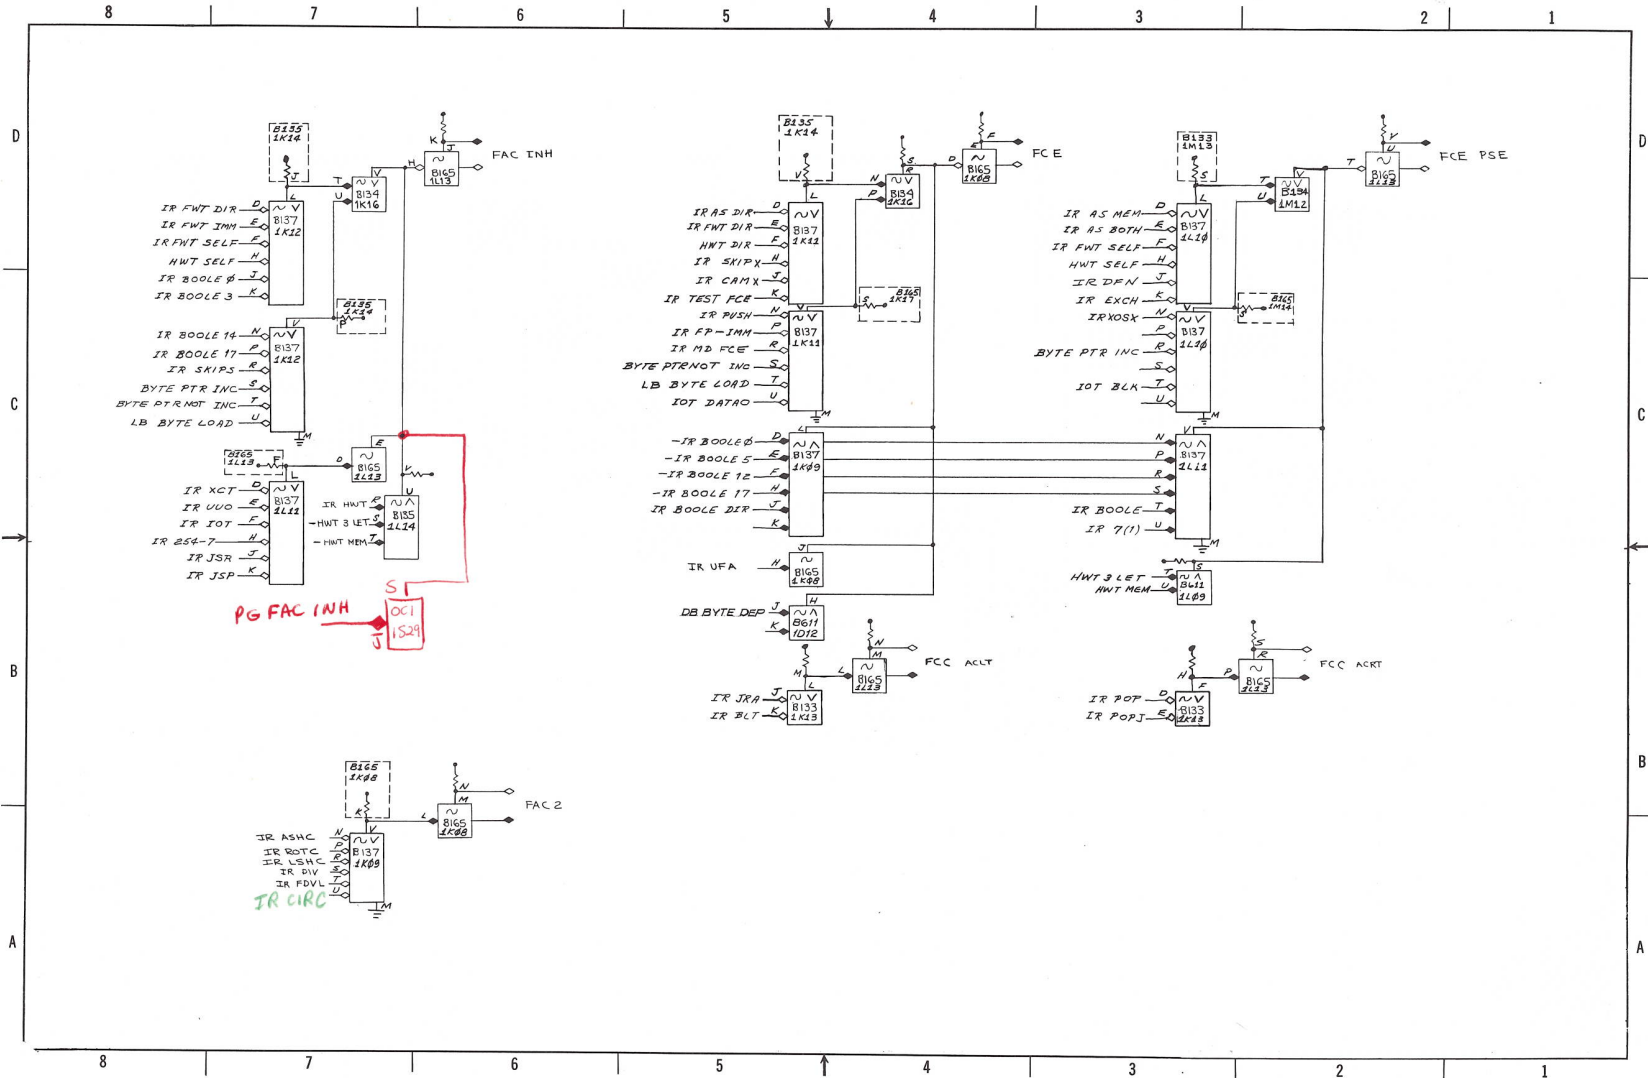 8 7 6 5 4 3 2 1
D
D
C
C
B
B
B
A
A
B135
1K14
J
L
IR FWT DIR D
IR FWT IMM E
IR FWT SELF F
HWT SELF H
IR BOOLE 0 J
IR BOOLE 3 K
~ V
B137
1K12
T
U
V
~ V
B134
1K16
H
K
J
~
B165
1L13
FAC INH
B135
1K14
P
V
IR BOOLE 14 N
IR BOOLE 17 P
IR SKIPS R
BYTE PTR INC S
BYTE PTR NOT INC T
LB BYTE LOAD U
~ V
B137
1K12
M
B165
1L13
F
L
D
E
~
B165
1L13
IR XCT D
IR UUO E
IR IOT F
IR 254-7 H
IR JSR J
IR JSP K
~ V
B137
1L11
V
U
IR HWT R
-HWT 3 LET S
-HWT MEM T
~ Λ
B135
1L14
PG FAC INH
J
S
OC1
1S29
B165
1K08
K
V
IR ASHC N
IR ROTC P
IR LSHC R
IR DIV S
IR FDVL T
IR CIRC U
~ V
B137
1K09
M
L
N
M
~
B165
1K08
FAC 2
B135
1K14
V
L
IR AS DIR D
IR FWT DIR E
HWT DIR F
IR SKIPX H
IR CAMX J
IR TEST FCE K
~ V
B137
1K11
N
P
S
R
~ V
B134
1K16
D
F
E
~
B165
1K08
FCE
S
B165
1K17
V
IR PUSH N
IR FP-IMM P
IR MD FCE R
BYTE PTR NOT INC S
LB BYTE LOAD T
IOT DATAO U
~ V
B137
1K11
M
L
-IR BOOLE 0 D
-IR BOOLE 5 E
-IR BOOLE 12 F
-IR BOOLE 17 H
IR BOOLE DIR J
K
~ Λ
B137
1K09
J
IR UFA H
~
B165
1K08
H
DB BYTE DEP J
K
~ Λ
B611
1D12
M
L
IR JRA J
IR BLT K
~ V
B133
1K13
L
N
M
~
B165
1L13
FCC ACLT
B133
1M13
S
L
IR AS MEM D
IR AS BOTH E
IR FWT SELF F
HWT SELF H
IR DFN J
IR EXCH K
~ V
B137
1L10
T
U
V
~ V
B134
1M12
T
V
U
~
B165
1L13
FCE PSE
S
B165
1M14
V
IR XOSX N
P
BYTE PTR INC R
S
IOT BLK T
U
~ V
B137
1L10
M
V
N
P
R
S
IR BOOLE T
IR 7(1) U
~ Λ
B137
1L11
M
S
HWT 3 LET T
HWT MEM U
~ Λ
B611
1L09
H
F
IR POP D
IR POPJ E
~ V
B133
1K13
P
S
R
~
B165
1L13
FCC ACRT
8 7 6 5 4 3 2 1